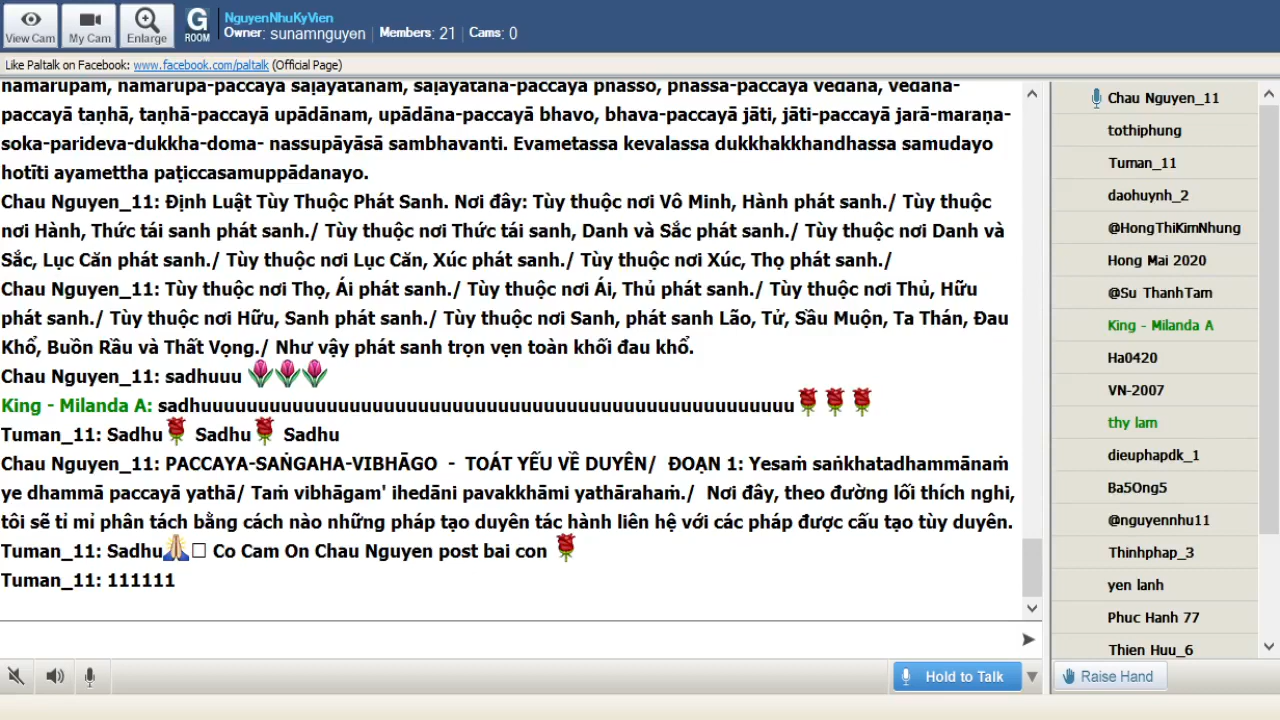 View Cam
My Cam
Enlarge
G
ROOM
NguyenNhuKyVien
Owner: sunamnguyen | Members: 21 | Cams: 0
Like Paltalk on Facebook: www.facebook.com/paltalk (Official Page)
nāmarūpaṁ, nāmarūpa-paccayā saḷāyatanaṁ, saḷāyatana-paccayā phasso, phassa-paccayā vedanā, vedanā-
paccayā taṇhā, taṇhā-paccayā upādānaṁ, upādāna-paccayā bhavo, bhava-paccayā jāti, jāti-paccayā jarā-maraṇa-
soka-parideva-dukkha-doma- nassupāyāsā sambhavanti. Evametassa kevalassa dukkhakkhandhassa samudayo
hotīti ayamettha paṭiccasamuppādanayo.
Chau Nguyen_11: Định Luật Tùy Thuộc Phát Sanh. Nơi đây: Tùy thuộc nơi Vô Minh, Hành phát sanh./ Tùy thuộc
nơi Hành, Thức tái sanh phát sanh./ Tùy thuộc nơi Thức tái sanh, Danh và Sắc phát sanh./ Tùy thuộc nơi Danh và
Sắc, Lục Căn phát sanh./ Tùy thuộc nơi Lục Căn, Xúc phát sanh./ Tùy thuộc nơi Xúc, Thọ phát sanh./
Chau Nguyen_11: Tùy thuộc nơi Thọ, Ái phát sanh./ Tùy thuộc nơi Ái, Thủ phát sanh./ Tùy thuộc nơi Thủ, Hữu
phát sanh./ Tùy thuộc nơi Hữu, Sanh phát sanh./ Tùy thuộc nơi Sanh, phát sanh Lão, Tử, Sầu Muộn, Ta Thán, Đau
Khổ, Buồn Rầu và Thất Vọng./ Như vậy phát sanh trọn vẹn toàn khối đau khổ.
Chau Nguyen_11: sadhuuu 🌷🌷🌷
King - Milanda A: sadhuuuuuuuuuuuuuuuuuuuuuuuuuuuuuuuuuuuuuuuuuuuuuuuuuuuu🌹🌹🌹
Tuman_11: Sadhu🌹 Sadhu🌹 Sadhu
Chau Nguyen_11: PACCAYA-SAṄGAHA-VIBHĀGO - TOÁT YẾU VỀ DUYÊN/ ĐOẠN 1: Yesaṁ saṅkhatadhammānaṁ
ye dhammā paccayā yathā/ Taṁ vibhāgam' ihedāni pavakkhāmi yathārahaṁ./ Nơi đây, theo đường lối thích nghi,
tôi sẽ tỉ mỉ phân tách bằng cách nào những pháp tạo duyên tác hành liên hệ với các pháp được cấu tạo tùy duyên.
Tuman_11: Sadhu🙏□ Co Cam On Chau Nguyen post bai con 🌹
Tuman_11: 111111
Hold to Talk
Chau Nguyen_11
tothiphung
Tuman_11
daohuynh_2
@HongThiKimNhung
Hong Mai 2020
@Su ThanhTam
King - Milanda A
Ha0420
VN-2007
thy lam
dieuphapdk_1
Ba5Ong5
@nguyennhu11
Thinhphap_3
yen lanh
Phuc Hanh 77
Thien Huu_6
Raise Hand